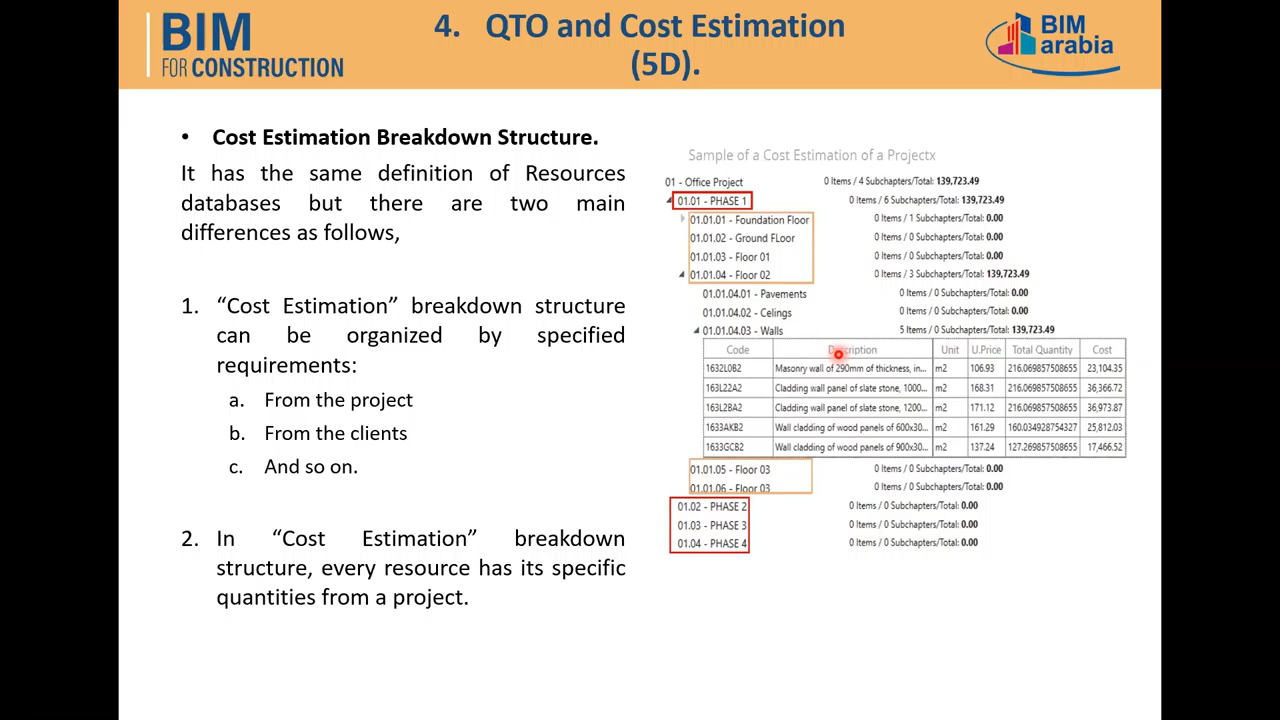 BIM
FOR CONSTRUCTION
4. QTO and Cost Estimation
(5D).
BIM
arabia
• Cost Estimation Breakdown Structure.
It has the same definition of Resources
databases but there are two main
differences as follows,
1. “Cost Estimation” breakdown structure
can be organized by specified
requirements:
a. From the project
b. From the clients
c. And so on.
2. In “Cost Estimation” breakdown
structure, every resource has its specific
quantities from a project.
Sample of a Cost Estimation of a Projectx
01 - Office Project 0 Items / 4 Subchapters/Total: 139,723.49
01.01 - PHASE 1 0 Items / 6 Subchapters/Total: 139,723.49
01.01.01 - Foundation Floor 0 Items / 1 Subchapters/Total: 0.00
01.01.02 - Ground FLoor 0 Items / 0 Subchapters/Total: 0.00
01.01.03 - Floor 01 0 Items / 0 Subchapters/Total: 0.00
01.01.04 - Floor 02 0 Items / 3 Subchapters/Total: 139,723.49
01.01.04.01 - Pavements 0 Items / 0 Subchapters/Total: 0.00
01.01.04.02 - Celings 0 Items / 0 Subchapters/Total: 0.00
01.01.04.03 - Walls 5 Items / 0 Subchapters/Total: 139,723.49
Code Description Unit U.Price Total Quantity Cost
1632L0B2 Masonry wall of 290mm of thickness, in... m2 106.93 216.069857508655 23,104.35
163L22A2 Cladding wall panel of slate stone, 1000... m2 168.31 216.069857508655 36,366.72
163L2BA2 Cladding wall panel of slate stone, 1200... m2 171.12 216.069857508655 36,973.87
1633AKB2 Wall cladding of wood panels of 600x30... m2 161.29 160.034928754327 25,812.03
1633GCB2 Wall cladding of wood panels of 900x30... m2 137.24 127.269857508655 17,466.52
01.01.05 - Floor 03 0 Items / 0 Subchapters/Total: 0.00
01.01.06 - Floor 03 0 Items / 0 Subchapters/Total: 0.00
01.02 - PHASE 2 0 Items / 0 Subchapters/Total: 0.00
01.03 - PHASE 3 0 Items / 0 Subchapters/Total: 0.00
01.04 - PHASE 4 0 Items / 0 Subchapters/Total: 0.00